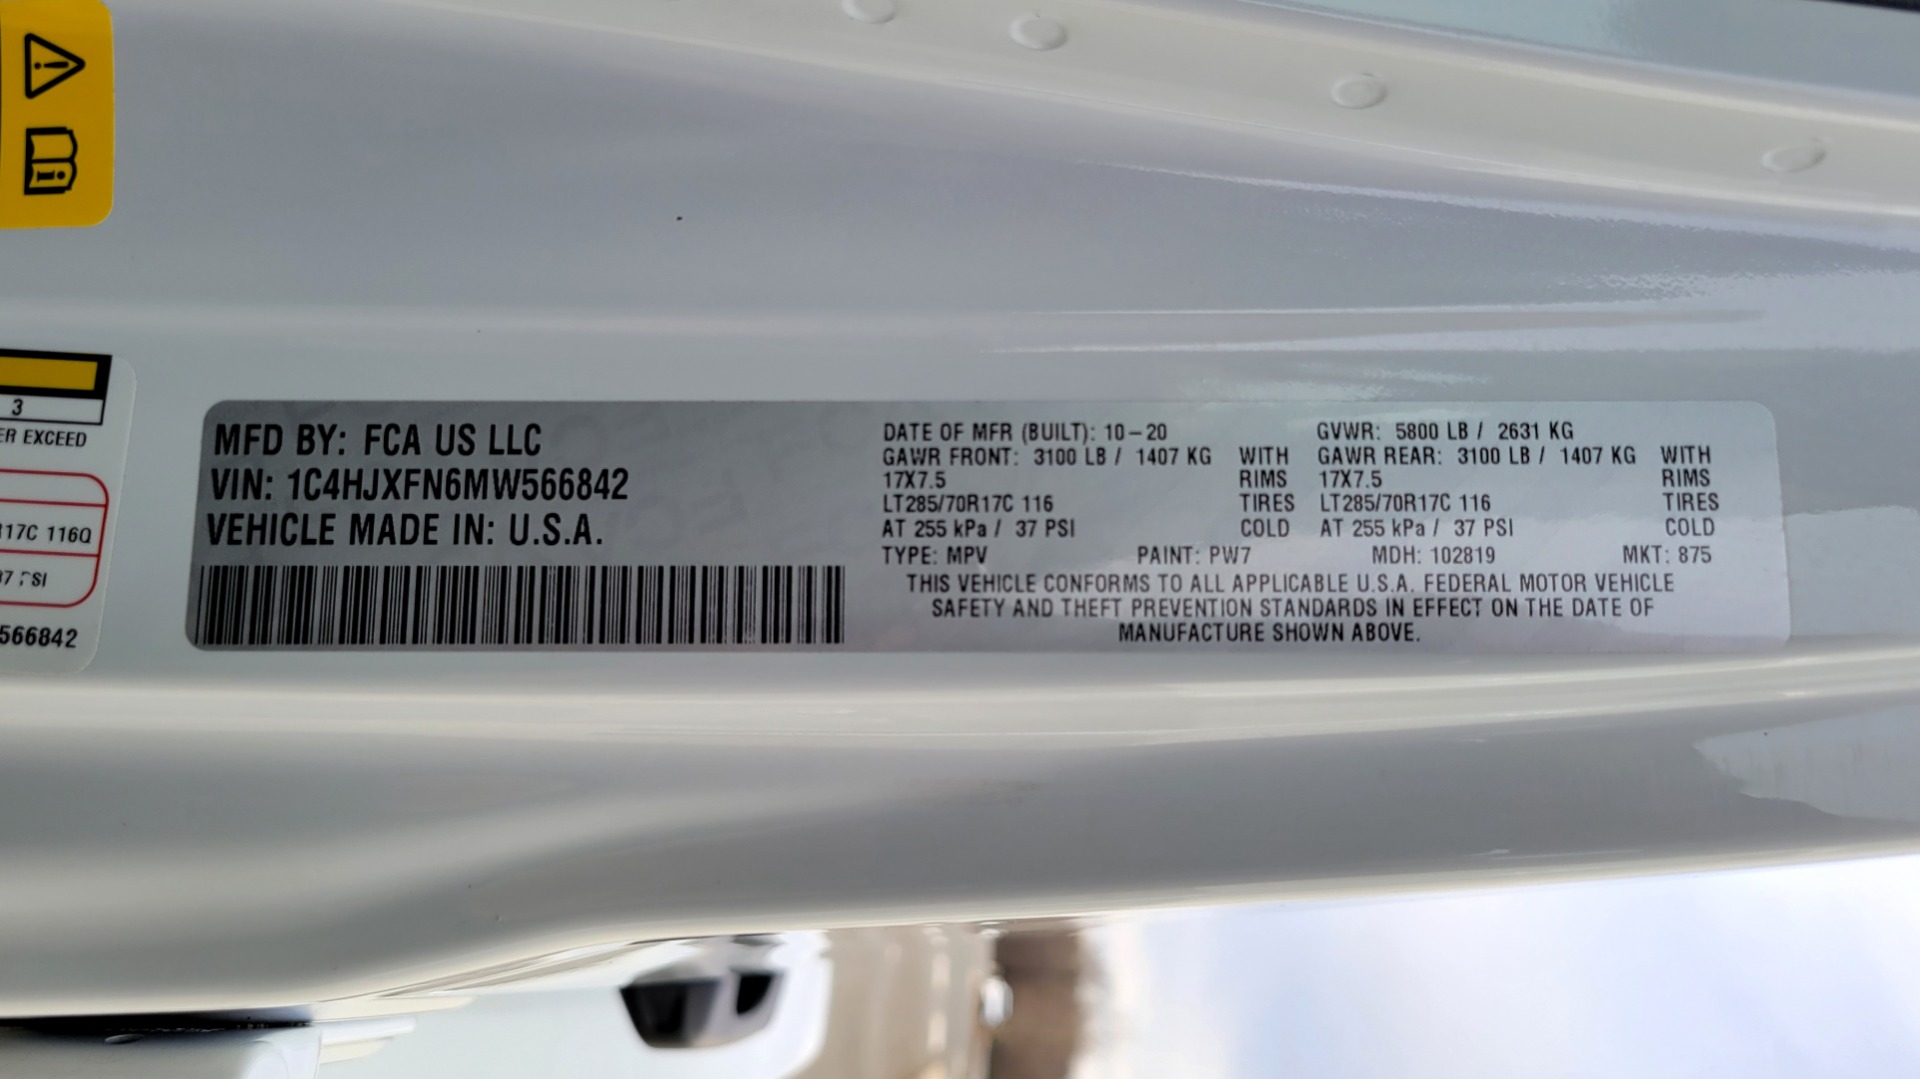 3
ER EXCEED
R17C 116Q
37 PSI
566842
MFD BY: FCA US LLC
VIN: 1C4HJXFN6MW566842
VEHICLE MADE IN: U.S.A.
DATE OF MFR (BUILT): 10-20 GVWR: 5800 LB / 2631 KG
GAWR FRONT: 3100 LB / 1407 KG WITH GAWR REAR: 3100 LB / 1407 KG WITH
17X7.5 RIMS 17X7.5 RIMS
LT285/70R17C 116 TIRES LT285/70R17C 116 TIRES
AT 255 kPa / 37 PSI COLD AT 255 kPa / 37 PSI COLD
TYPE: MPV PAINT: PW7 MDH: 102819 MKT: 875
THIS VEHICLE CONFORMS TO ALL APPLICABLE U.S.A. FEDERAL MOTOR VEHICLE
SAFETY AND THEFT PREVENTION STANDARDS IN EFFECT ON THE DATE OF
MANUFACTURE SHOWN ABOVE.